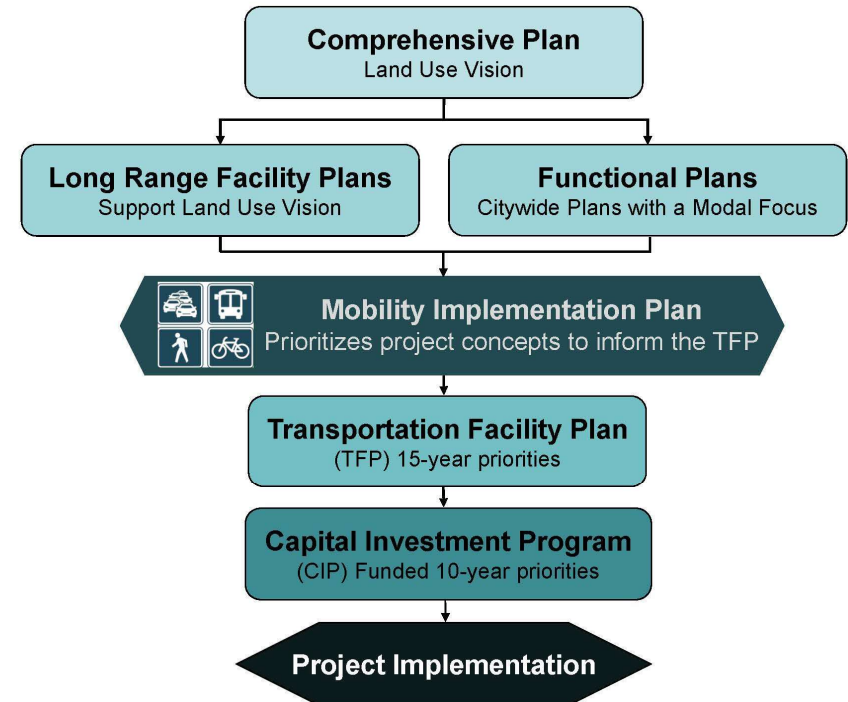 Comprehensive Plan
Land Use Vision
Long Range Facility Plans
Support Land Use Vision
Functional Plans
Citywide Plans with a Modal Focus
Mobility Implementation Plan
Prioritizes project concepts to inform the TFP
Transportation Facility Plan
(TFP) 15-year priorities
Capital Investment Program
(CIP) Funded 10-year priorities
Project Implementation